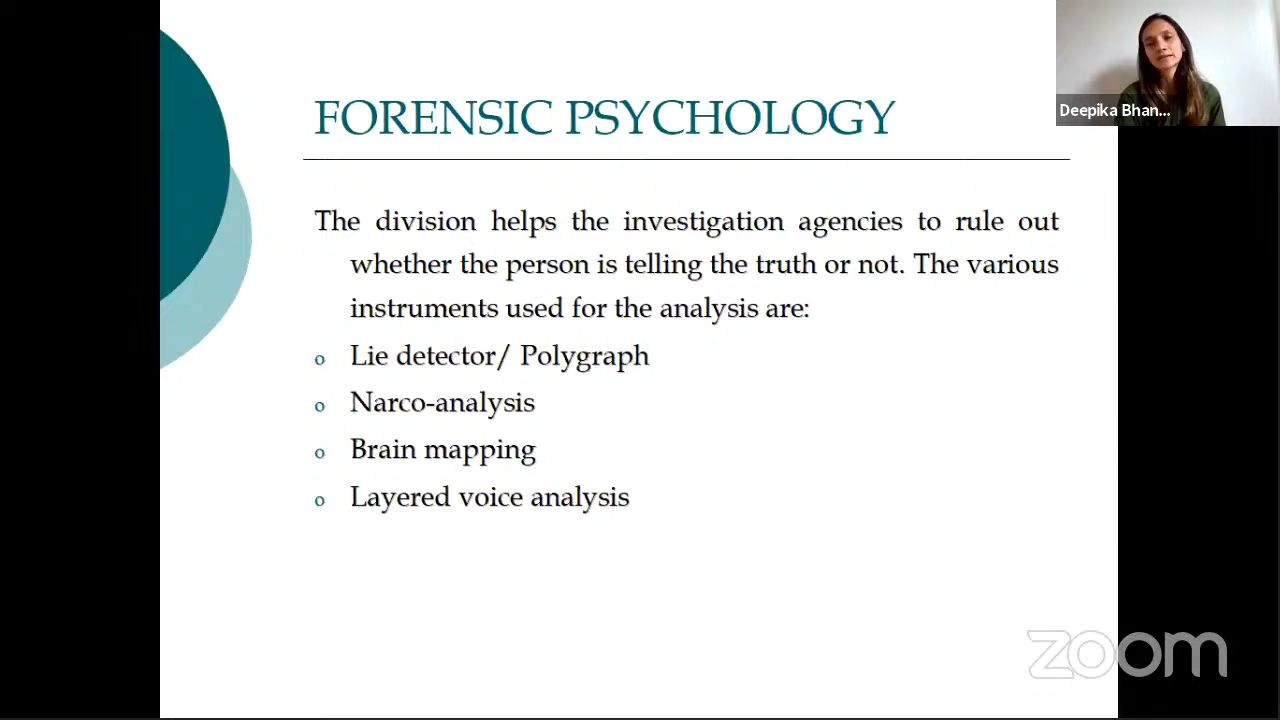 FORENSIC PSYCHOLOGY
Deepika Bhan...
The division helps the investigation agencies to rule out
whether the person is telling the truth or not. The various
instruments used for the analysis are:
o Lie detector/ Polygraph
o Narco-analysis
o Brain mapping
o Layered voice analysis
zoom